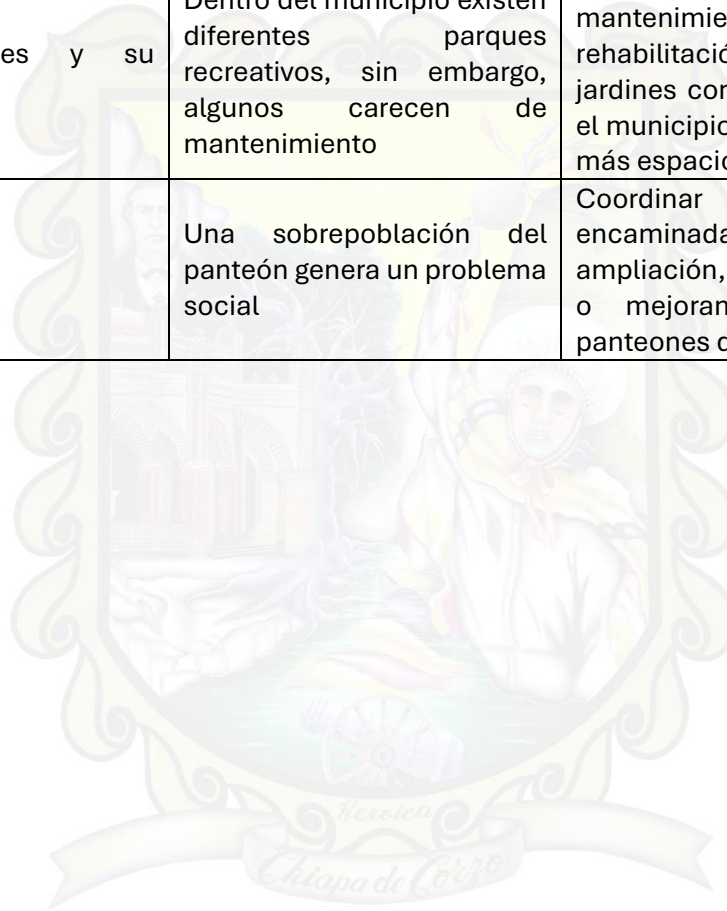 es y su
Dentro del municipio existen
diferentes parques
recreativos, sin embargo,
algunos carecen de
mantenimiento
mantenimie
rehabilitació
jardines con
el municipio
más espacio
Una sobrepoblación del
panteón genera un problema
social
Coordinar
encaminada
ampliación,
o mejoran
panteones d
Heroica
Chiapa de Corzo